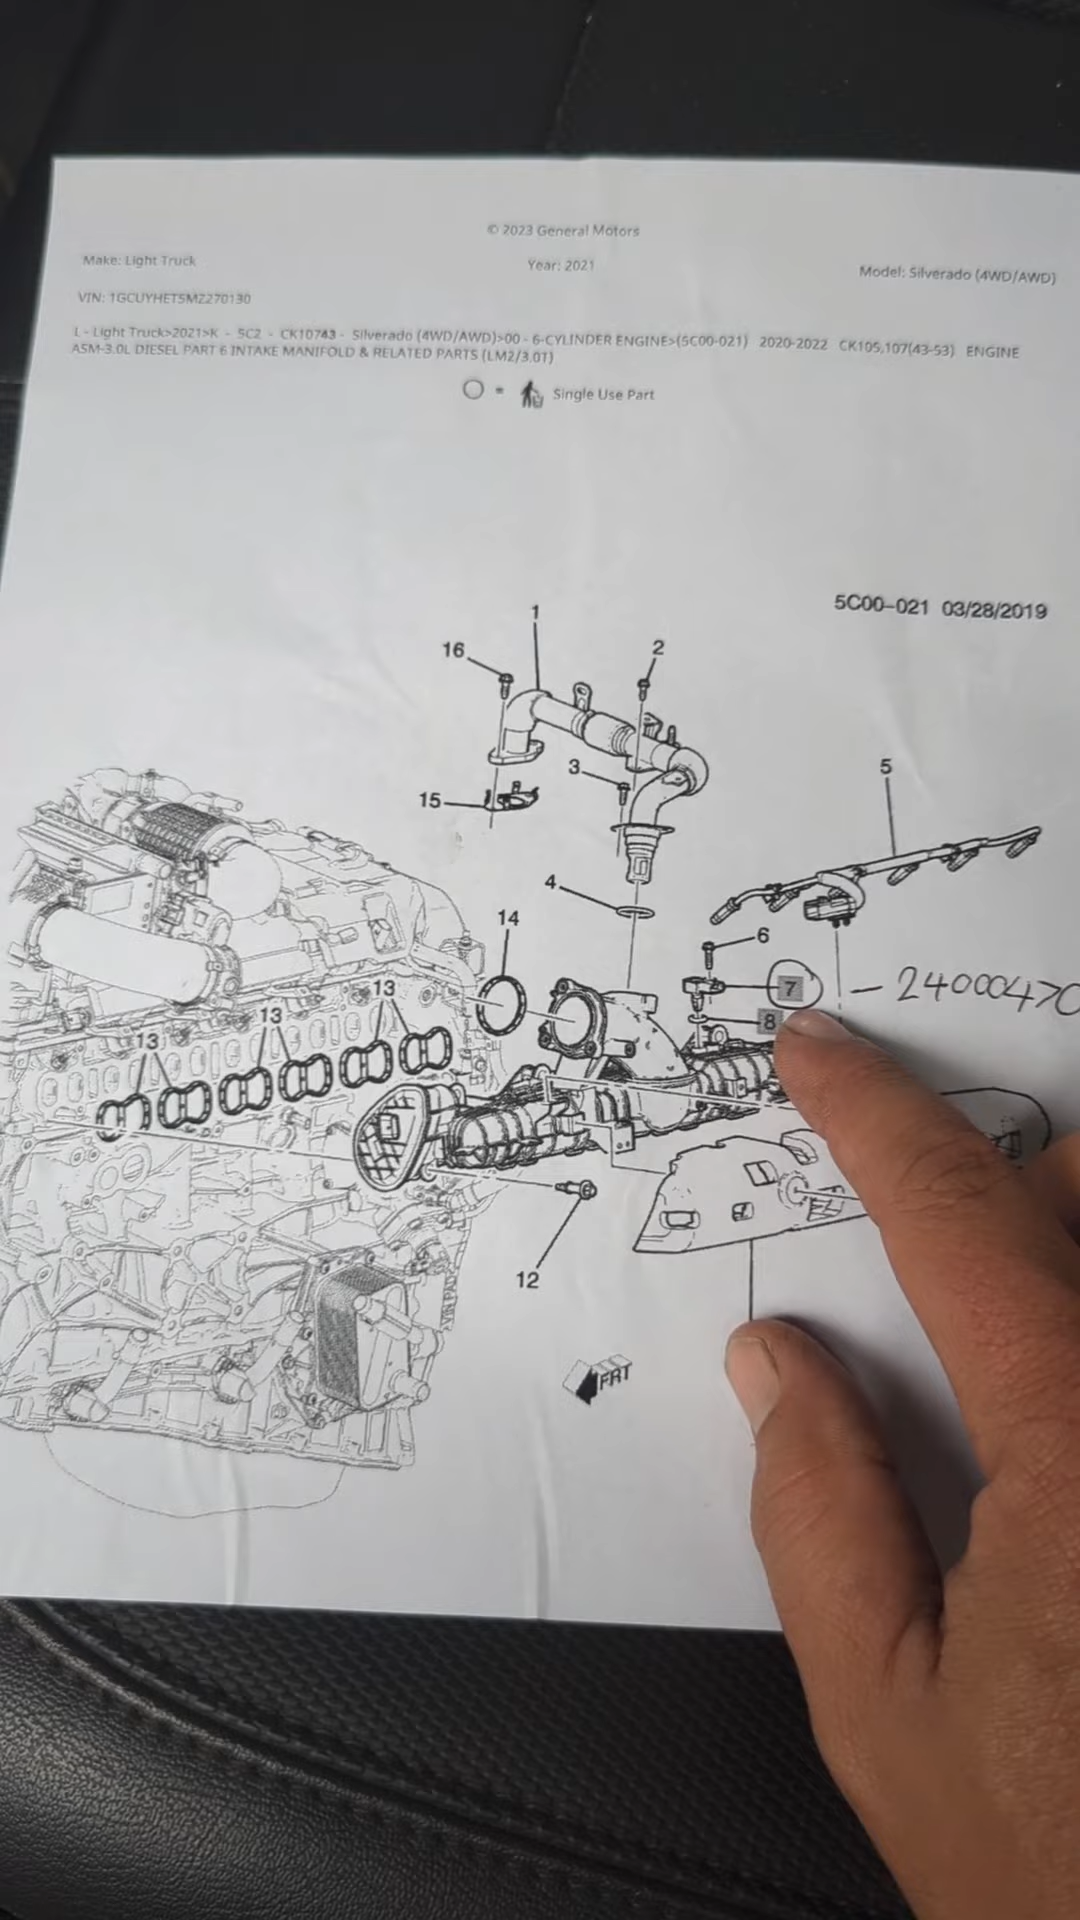 © 2023 General Motors
Make: Light Truck
Year: 2021
Model: Silverado (4WD/AWD)
VIN: 1GCUYHET5MZ270130
L - Light Truck>2021>K - 5C2 - CK10743 - Silverado (4WD/AWD)>00 - 6-CYLINDER ENGINE>(5C00-021) 2020-2022 CK105,107(43-53) ENGINE
ASM-3.0L DIESEL PART 6 INTAKE MANIFOLD & RELATED PARTS (LM2/3.0T)
= Single Use Part
5C00-021 03/28/2019
1
16
2
3
5
15
4
14
6
13
7 - 24000470
13
8
13
12
FRT